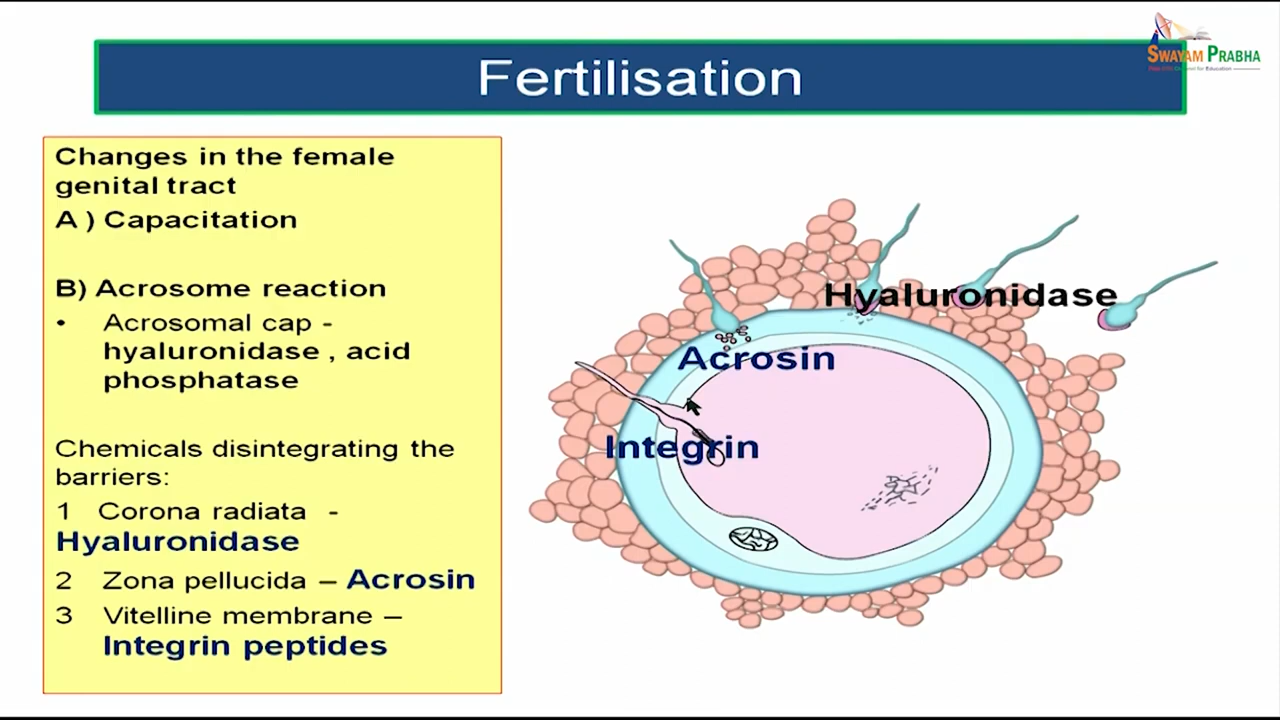 Fertilisation
SWAYAM PRABHA
Changes in the female
genital tract
A ) Capacitation
B) Acrosome reaction
• Acrosomal cap -
hyaluronidase , acid
phosphatase
Chemicals disintegrating the
barriers:
1 Corona radiata -
Hyaluronidase
2 Zona pellucida – Acrosin
3 Vitelline membrane –
Integrin peptides
Hyaluronidase
Acrosin
Integrin